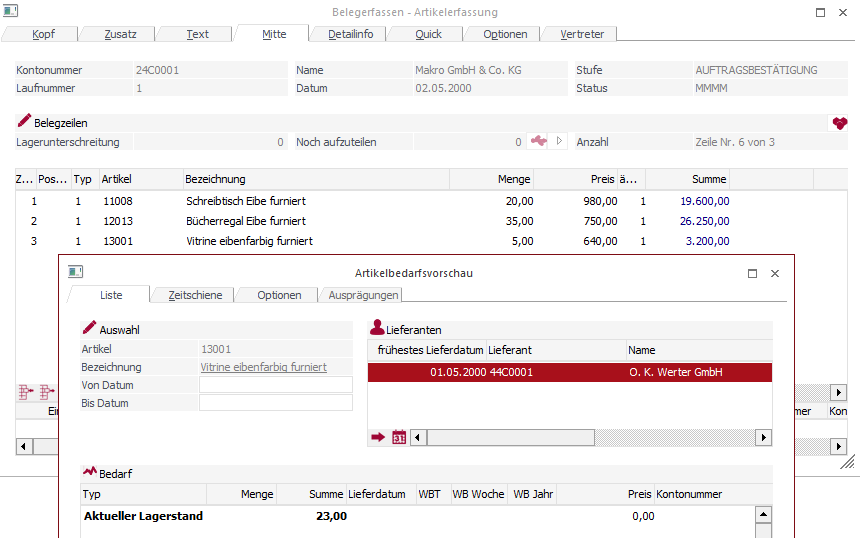 Belegerfassen - Artikelerfassung
Kopf Zusatz Text Mitte Detailinfo Quick Optionen Vertreter
Kontonummer 24C0001 Name Makro GmbH & Co. KG Stufe AUFTRAGSBESTÄTIGUNG
Laufnummer 1 Datum 02.05.2000 Status MMMM
Belegzeilen
Lagerunterschreitung 0 Noch aufzuteilen 0 Anzahl Zeile Nr. 6 von 3
Z... Pos... Typ Artikel Bezeichnung Menge Preis ä... Summe
1 1 11008 Schreibtisch Eibe furniert 20,00 980,00 1 19.600,00
2 1 12013 Bücherregal Eibe furniert 35,00 750,00 1 26.250,00
3 1 13001 Vitrine eibenfarbig furniert 5,00 640,00 1 3.200,00
Artikelbedarfsvorschau
Liste Zeitschiene Optionen Ausprägungen
Auswahl Lieferanten
Artikel 13001 frühestes Lieferdatum Lieferant Name
Bezeichnung Vitrine eibenfarbig furniert 01.05.2000 44C0001 O. K. Werter GmbH
Von Datum
Bis Datum
Ei mer Kon
31
Bedarf
Typ Menge Summe Lieferdatum WBT WB Woche WB Jahr Preis Kontonummer
Aktueller Lagerstand 23,00 0,00